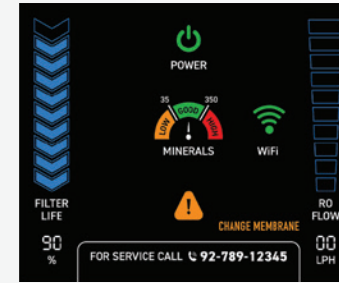 POWER
35 350
LOW GOOD HIGH
MINERALS
WiFi
FILTER
LIFE
90
%
!
CHANGE MEMBRANE
RO
FLOW
00
LPH
FOR SERVICE CALL 92-789-12345